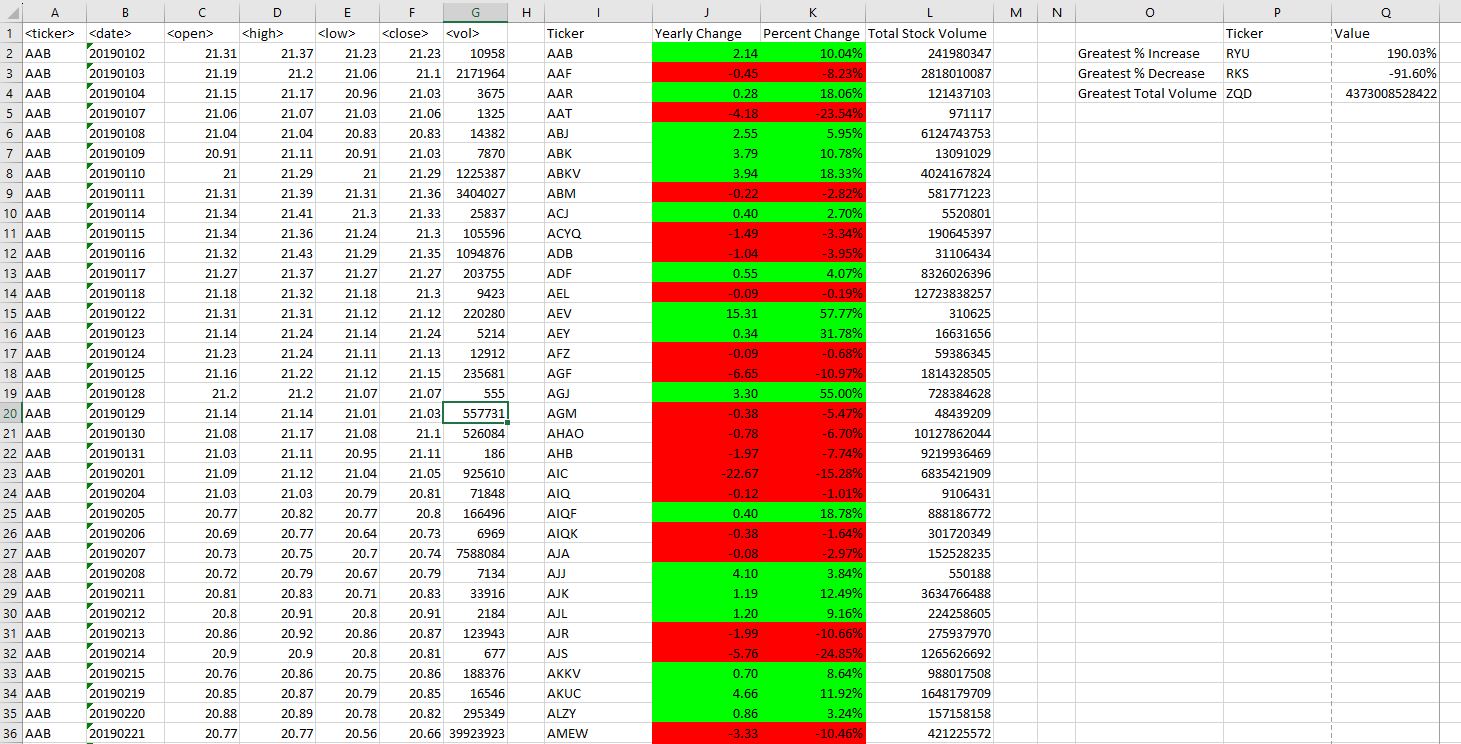 A B C D E F G H I J K L M N O P Q
1 <ticker> <date> <open> <high> <low> <close> <vol> Ticker Yearly Change Percent Change Total Stock Volume Ticker Value
2 AAB 20190102 21.31 21.37 21.23 21.23 10958 AAB 2.14 10.04% 241980347 Greatest % Increase RYU 190.03%
3 AAB 20190103 21.19 21.2 21.06 21.1 2171964 AAF -0.45 -8.23% 2818010087 Greatest % Decrease RKS -91.60%
4 AAB 20190104 21.15 21.17 20.96 21.03 3675 AAR 0.28 18.06% 121437103 Greatest Total Volume ZQD 4373008528422
5 AAB 20190107 21.06 21.07 21.03 21.06 1325 AAT -4.18 -23.54% 971117
6 AAB 20190108 21.04 21.04 20.83 20.83 14382 ABJ 2.55 5.95% 6124743753
7 AAB 20190109 20.91 21.11 20.91 21.03 7870 ABK 3.79 10.78% 13091029
8 AAB 20190110 21 21.29 21 21.29 1225387 ABKV 3.94 18.33% 4024167824
9 AAB 20190111 21.31 21.39 21.31 21.36 3404027 ABM -0.22 -2.82% 581771223
10 AAB 20190114 21.34 21.41 21.3 21.33 25837 ACJ 0.40 2.70% 5520801
11 AAB 20190115 21.34 21.36 21.24 21.3 105596 ACYQ -1.49 -3.34% 190645397
12 AAB 20190116 21.32 21.43 21.29 21.35 1094876 ADB -1.04 -3.95% 31106434
13 AAB 20190117 21.27 21.37 21.27 21.27 203755 ADF 0.55 4.07% 8326026396
14 AAB 20190118 21.18 21.32 21.18 21.3 9423 AEL -0.09 -0.19% 12723838257
15 AAB 20190122 21.31 21.31 21.12 21.12 220280 AEV 15.31 57.77% 310625
16 AAB 20190123 21.14 21.24 21.14 21.24 5214 AEY 0.34 31.78% 16631656
17 AAB 20190124 21.23 21.24 21.11 21.13 12912 AFZ -0.09 -0.68% 59386345
18 AAB 20190125 21.16 21.22 21.12 21.15 235681 AGF -6.65 -10.97% 1814328505
19 AAB 20190128 21.2 21.2 21.07 21.07 555 AGJ 3.30 55.00% 728384628
20 AAB 20190129 21.14 21.14 21.01 21.03 557731 AGM -0.38 -5.47% 48439209
21 AAB 20190130 21.08 21.17 21.08 21.1 526084 AHAO -0.78 -6.70% 10127862044
22 AAB 20190131 21.03 21.11 20.95 21.11 186 AHB -1.97 -7.74% 9219936469
23 AAB 20190201 21.09 21.12 21.04 21.05 925610 AIC -22.67 -15.28% 6835421909
24 AAB 20190204 21.03 21.03 20.79 20.81 71848 AIQ -0.12 -1.01% 9106431
25 AAB 20190205 20.77 20.82 20.77 20.8 166496 AIQF 0.40 18.78% 888186772
26 AAB 20190206 20.69 20.77 20.64 20.73 6969 AIQK -0.38 -1.64% 301720349
27 AAB 20190207 20.73 20.75 20.7 20.74 7588084 AJA -0.08 -2.97% 152528235
28 AAB 20190208 20.72 20.79 20.67 20.79 7134 AJJ 4.10 3.84% 550188
29 AAB 20190211 20.81 20.83 20.71 20.83 33916 AJK 1.19 12.49% 3634766488
30 AAB 20190212 20.8 20.91 20.8 20.91 2184 AJL 1.20 9.16% 224258605
31 AAB 20190213 20.86 20.92 20.86 20.87 123943 AJR -1.99 -10.66% 275937970
32 AAB 20190214 20.9 20.9 20.8 20.81 677 AJS -5.76 -24.85% 1265626692
33 AAB 20190215 20.76 20.86 20.75 20.86 188376 AKKV 0.70 8.64% 988017508
34 AAB 20190219 20.85 20.87 20.79 20.85 16546 AKUC 4.66 11.92% 1648179709
35 AAB 20190220 20.88 20.89 20.78 20.82 295349 ALZY 0.86 3.24% 157158158
36 AAB 20190221 20.77 20.77 20.56 20.66 39923923 AMEW -3.33 -10.46% 421225572